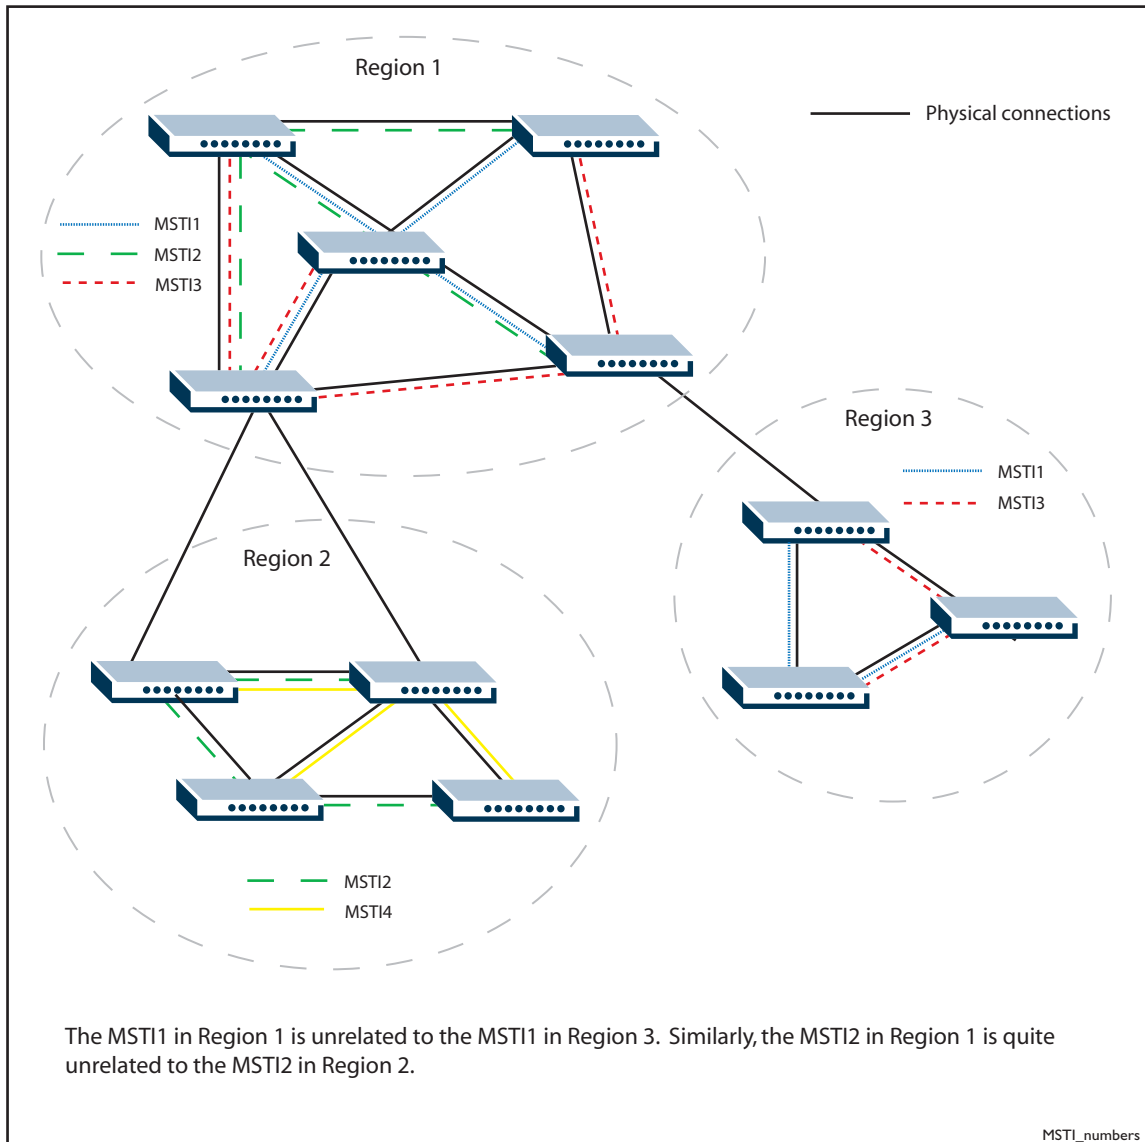 Region 1
Physical connections
MSTI1
MSTI2
MSTI3
Region 3
MSTI1
MSTI3
Region 2
MSTI2
MSTI4
The MSTI1 in Region 1 is unrelated to the MSTI1 in Region 3. Similarly, the MSTI2 in Region 1 is quite
unrelated to the MSTI2 in Region 2.
MSTI_numbers